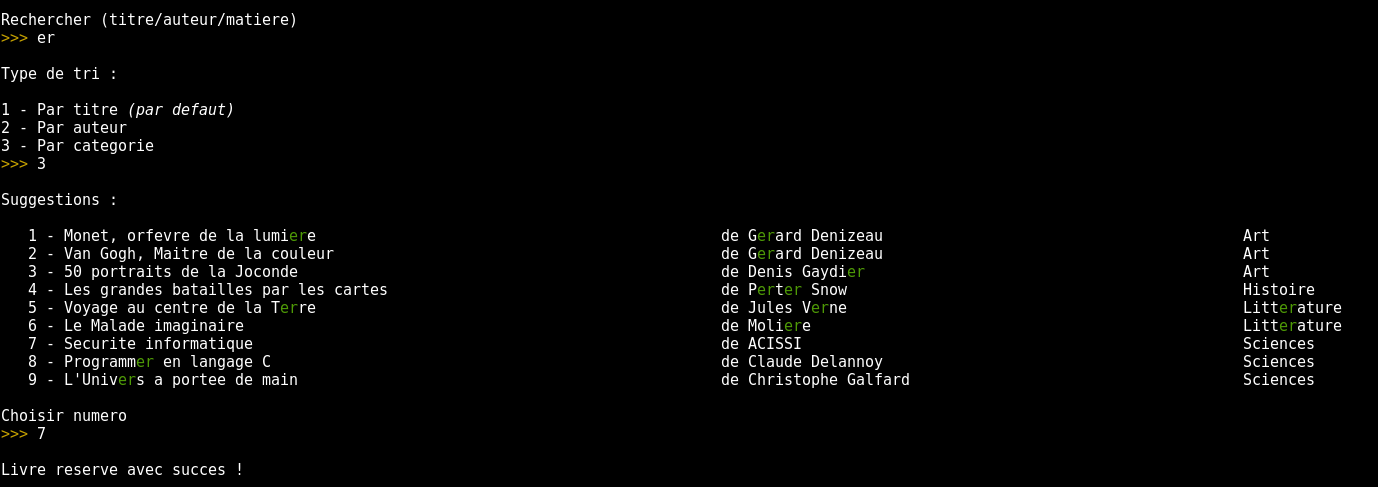 Rechercher (titre/auteur/matiere)
>>> er
Type de tri :
1 - Par titre (par defaut)
2 - Par auteur
3 - Par categorie
>>> 3
Suggestions :
1 - Monet, orfevre de la lumiere de Gerard Denizeau Art
2 - Van Gogh, Maitre de la couleur de Gerard Denizeau Art
3 - 50 portraits de la Joconde de Denis Gaydier Art
4 - Les grandes batailles par les cartes de Perter Snow Histoire
5 - Voyage au centre de la Terre de Jules Verne Litterature
6 - Le Malade imaginaire de Moliere Litterature
7 - Securite informatique de ACISSI Sciences
8 - Programmer en langage C de Claude Delannoy Sciences
9 - L'Univers a portee de main de Christophe Galfard Sciences
Choisir numero
>>> 7
Livre reserve avec succes !